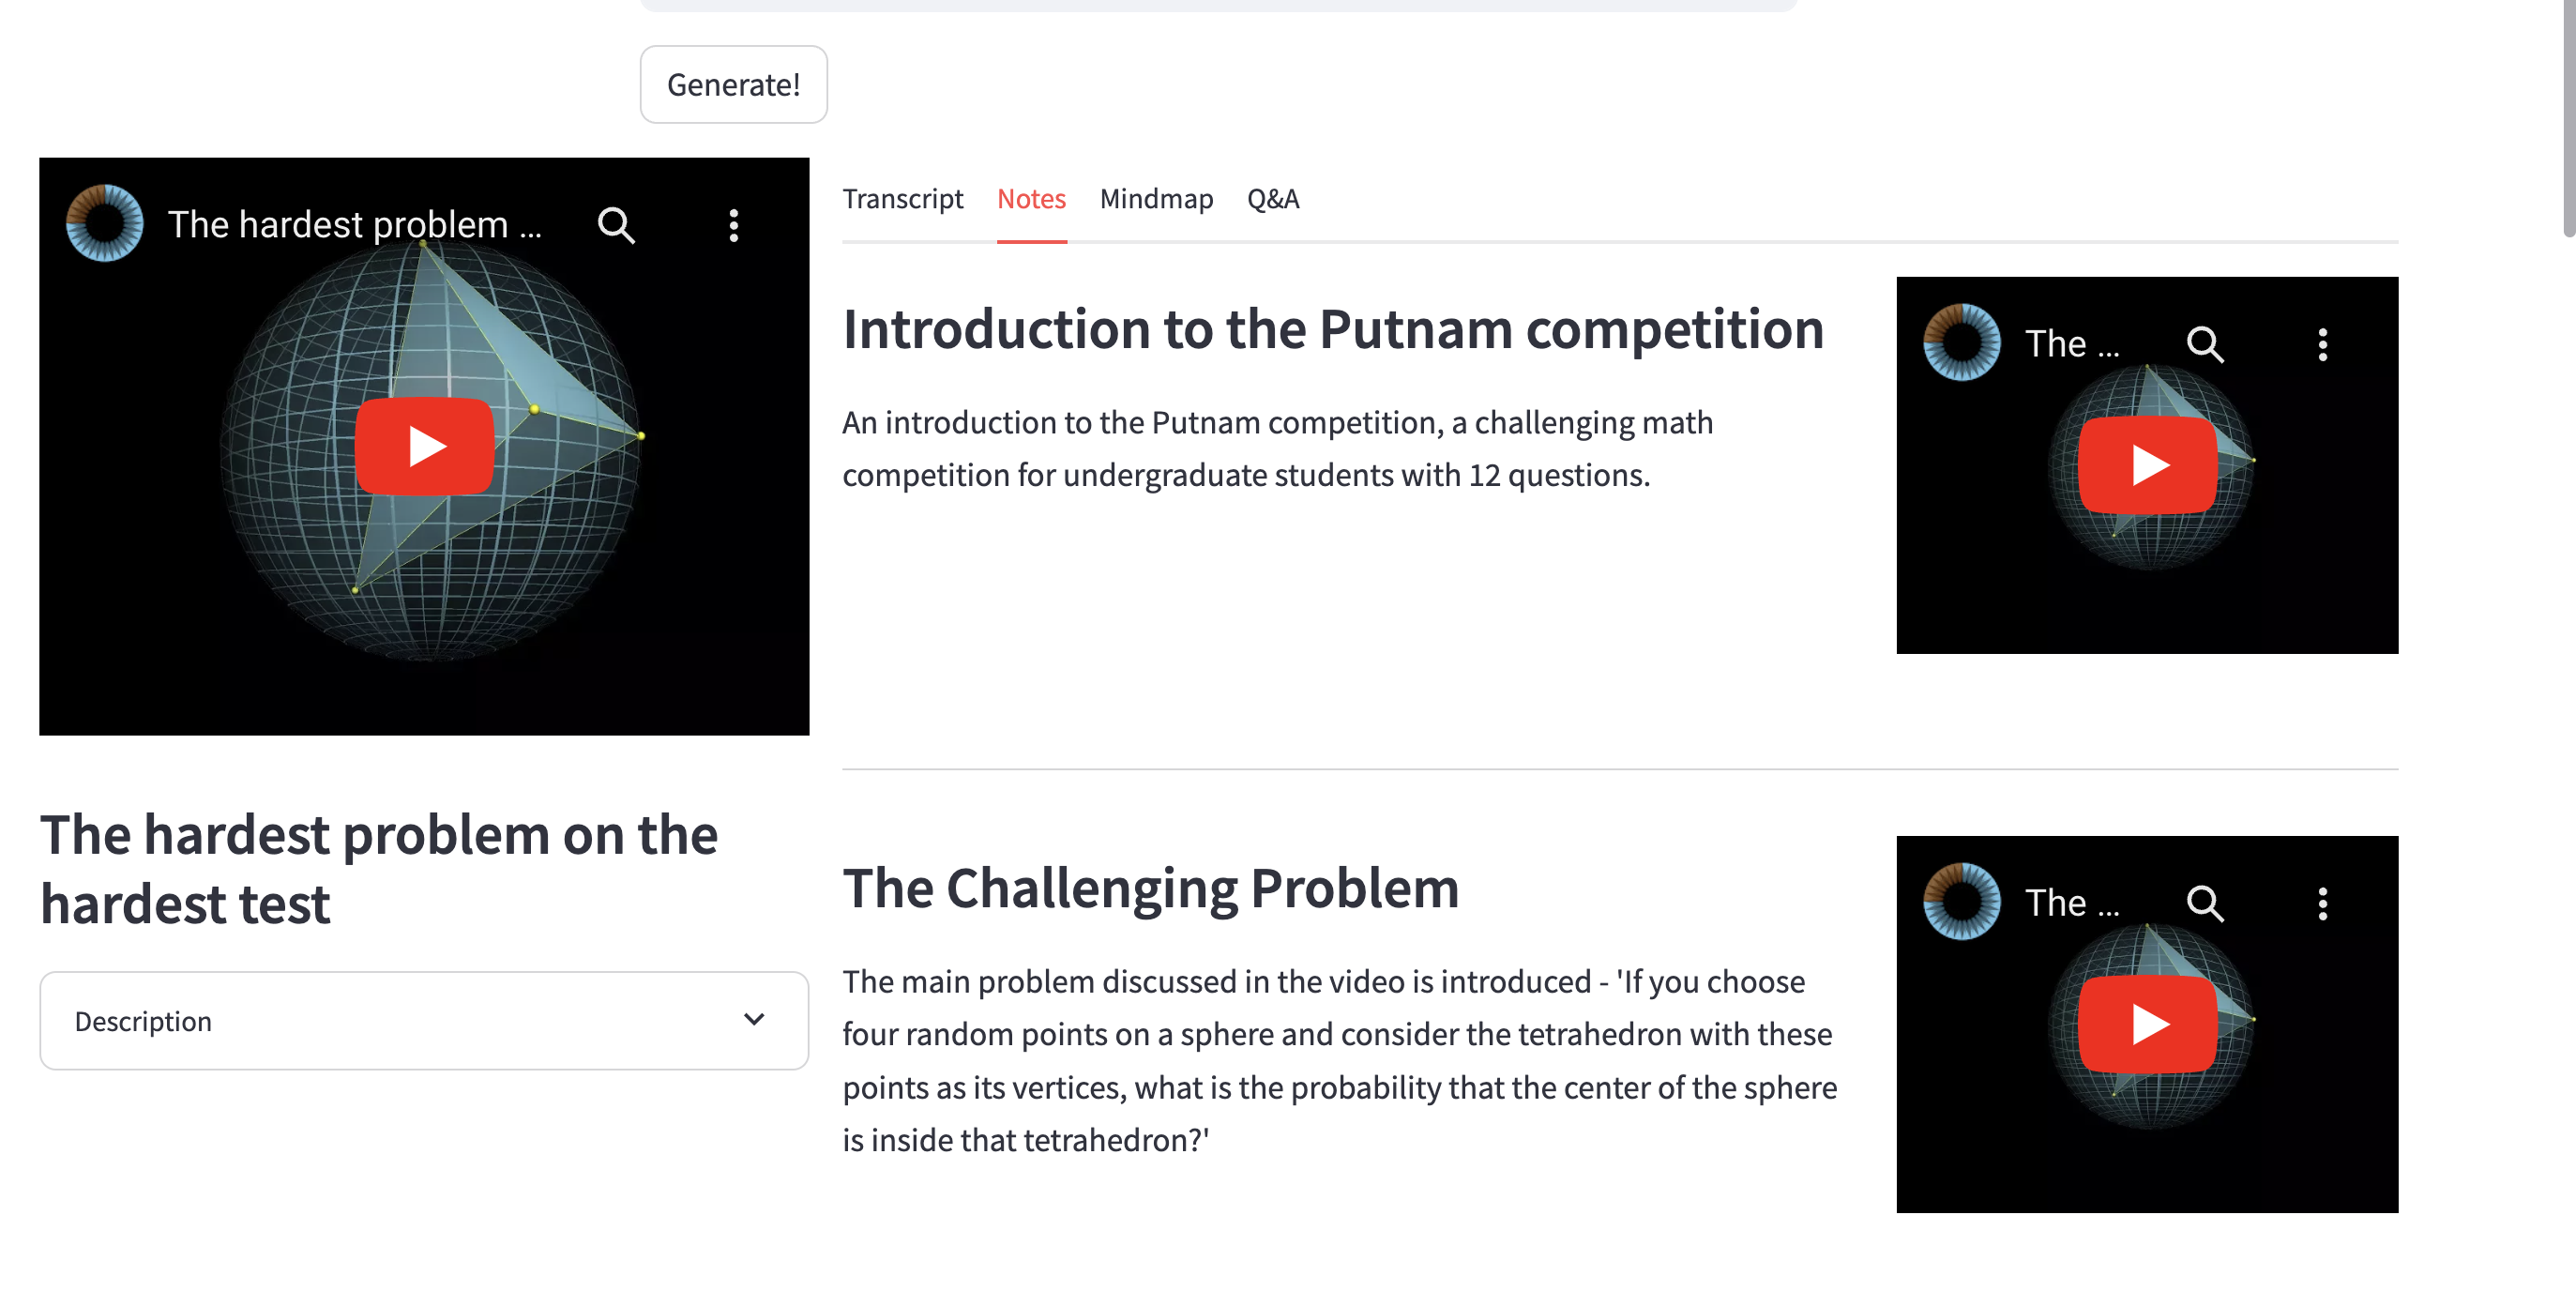 Generate!
The hardest problem ...
Transcript Notes Mindmap Q&A
Introduction to the Putnam competition
An introduction to the Putnam competition, a challenging math
competition for undergraduate students with 12 questions.
The ...
The hardest problem on the
hardest test
Description
The Challenging Problem
The main problem discussed in the video is introduced - 'If you choose
four random points on a sphere and consider the tetrahedron with these
points as its vertices, what is the probability that the center of the sphere
is inside that tetrahedron?'
The ...